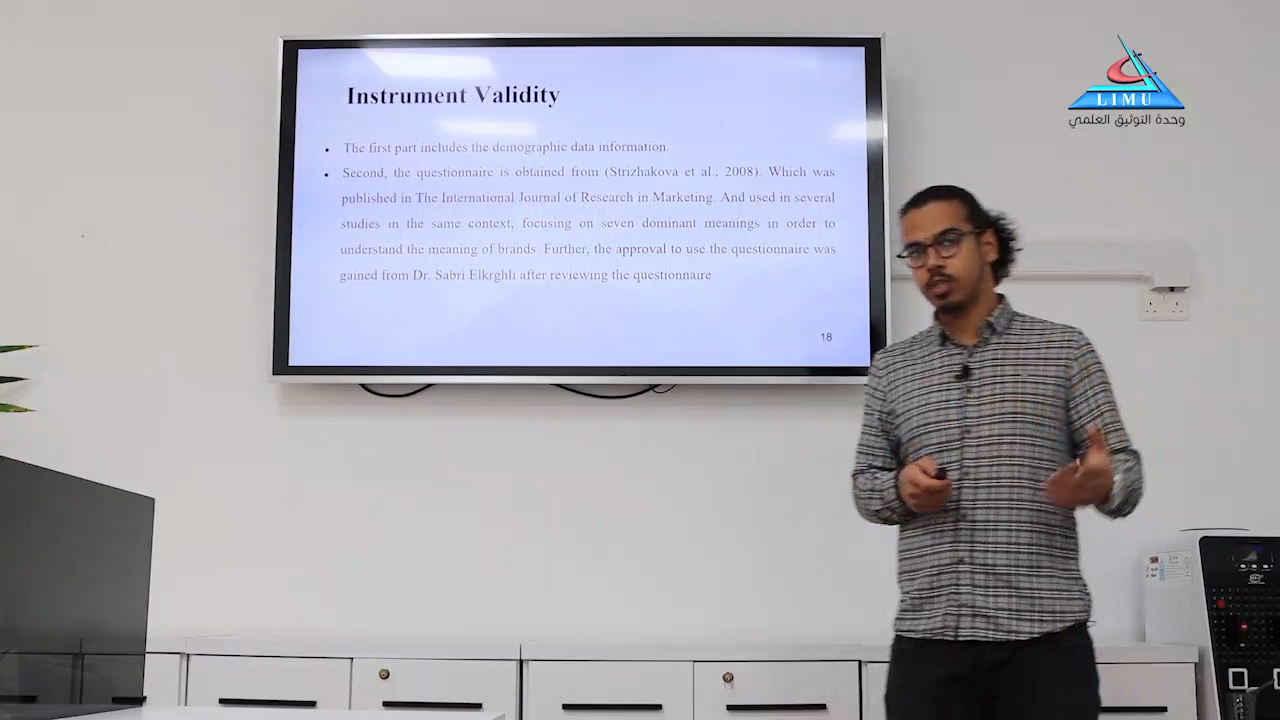 Instrument Validity
• The first part includes the demographic data information.
• Second, the questionnaire is obtained from (Strizhakova et al., 2008). Which was
published in The International Journal of Research in Marketing. And used in several
studies in the same context, focusing on seven dominant meanings in order to
understand the meaning of brands. Further, the approval to use the questionnaire was
gained from Dr. Sabri Elkrghli after reviewing the questionnaire
18
LIMU
وحدة التوثيق العلمي